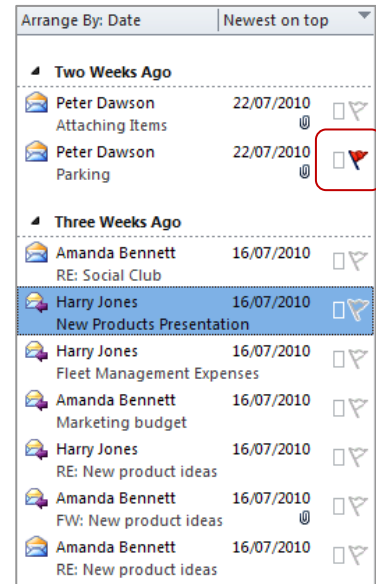 Arrange By: Date Newest on top
Two Weeks Ago
Peter Dawson 22/07/2010
Attaching Items
Peter Dawson 22/07/2010
Parking
Three Weeks Ago
Amanda Bennett 16/07/2010
RE: Social Club
Harry Jones 16/07/2010
New Products Presentation
Harry Jones 16/07/2010
Fleet Management Expenses
Amanda Bennett 16/07/2010
Marketing budget
Harry Jones 16/07/2010
RE: New product ideas
Amanda Bennett 16/07/2010
FW: New product ideas
Amanda Bennett 16/07/2010
RE: New product ideas